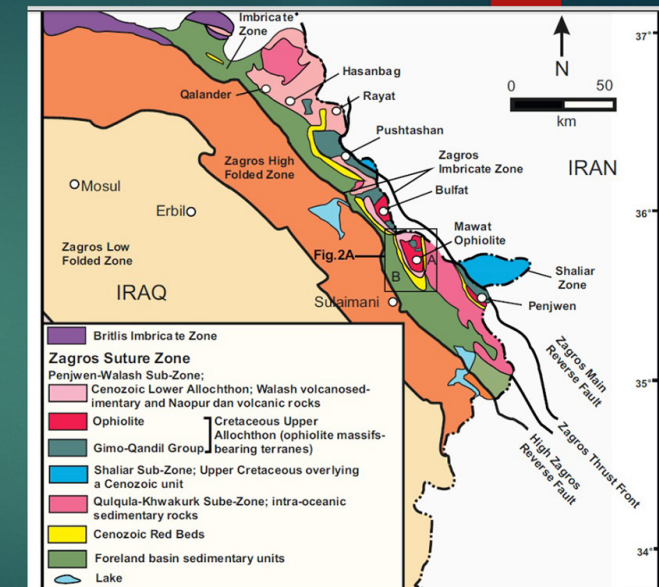 Imbricate
Zone
37°
N
0 50
km
Hasanbag
Qalander
Rayat
Pushtashan
Zagros
Imbricate Zone
IRAN
Zagros High
Folded Zone
Bulfat
Mosul
Erbil
36°
Mawat
Ophiolite
Zagros Low
Folded Zone
Fig.2A
A
B
Shaliar
Zone
IRAQ
Sulaimani
Penjwen
Zagros Main
Reverse Fault
35°
Zagros Thrust Front
High Zagros
Reverse Fault
34°
Britlis Imbricate Zone
Zagros Suture Zone
Penjwen-Walash Sub-Zone;
Cenozoic Lower Allochthon; Walash volcanosed-
imentary and Naopur dan volcanic rocks
Ophiolite
Gimo-Qandil Group
Cretaceous Upper
Allochthon (ophiolite massifs-
bearing terranes)
Shaliar Sub-Zone; Upper Cretaceous overlying
a Cenozoic unit
Qulqula-Khwakurk Sube-Zone; intra-oceanic
sedimentary rocks
Cenozoic Red Beds
Foreland basin sedimentary units
Lake